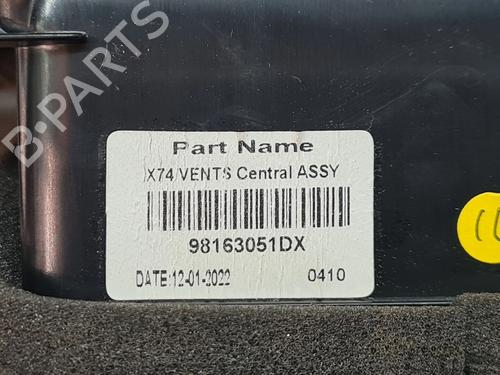 B-PARTS
Part Name
X74 VENTS Central ASSY
98163051DX
DATE:12-01-2022 0410